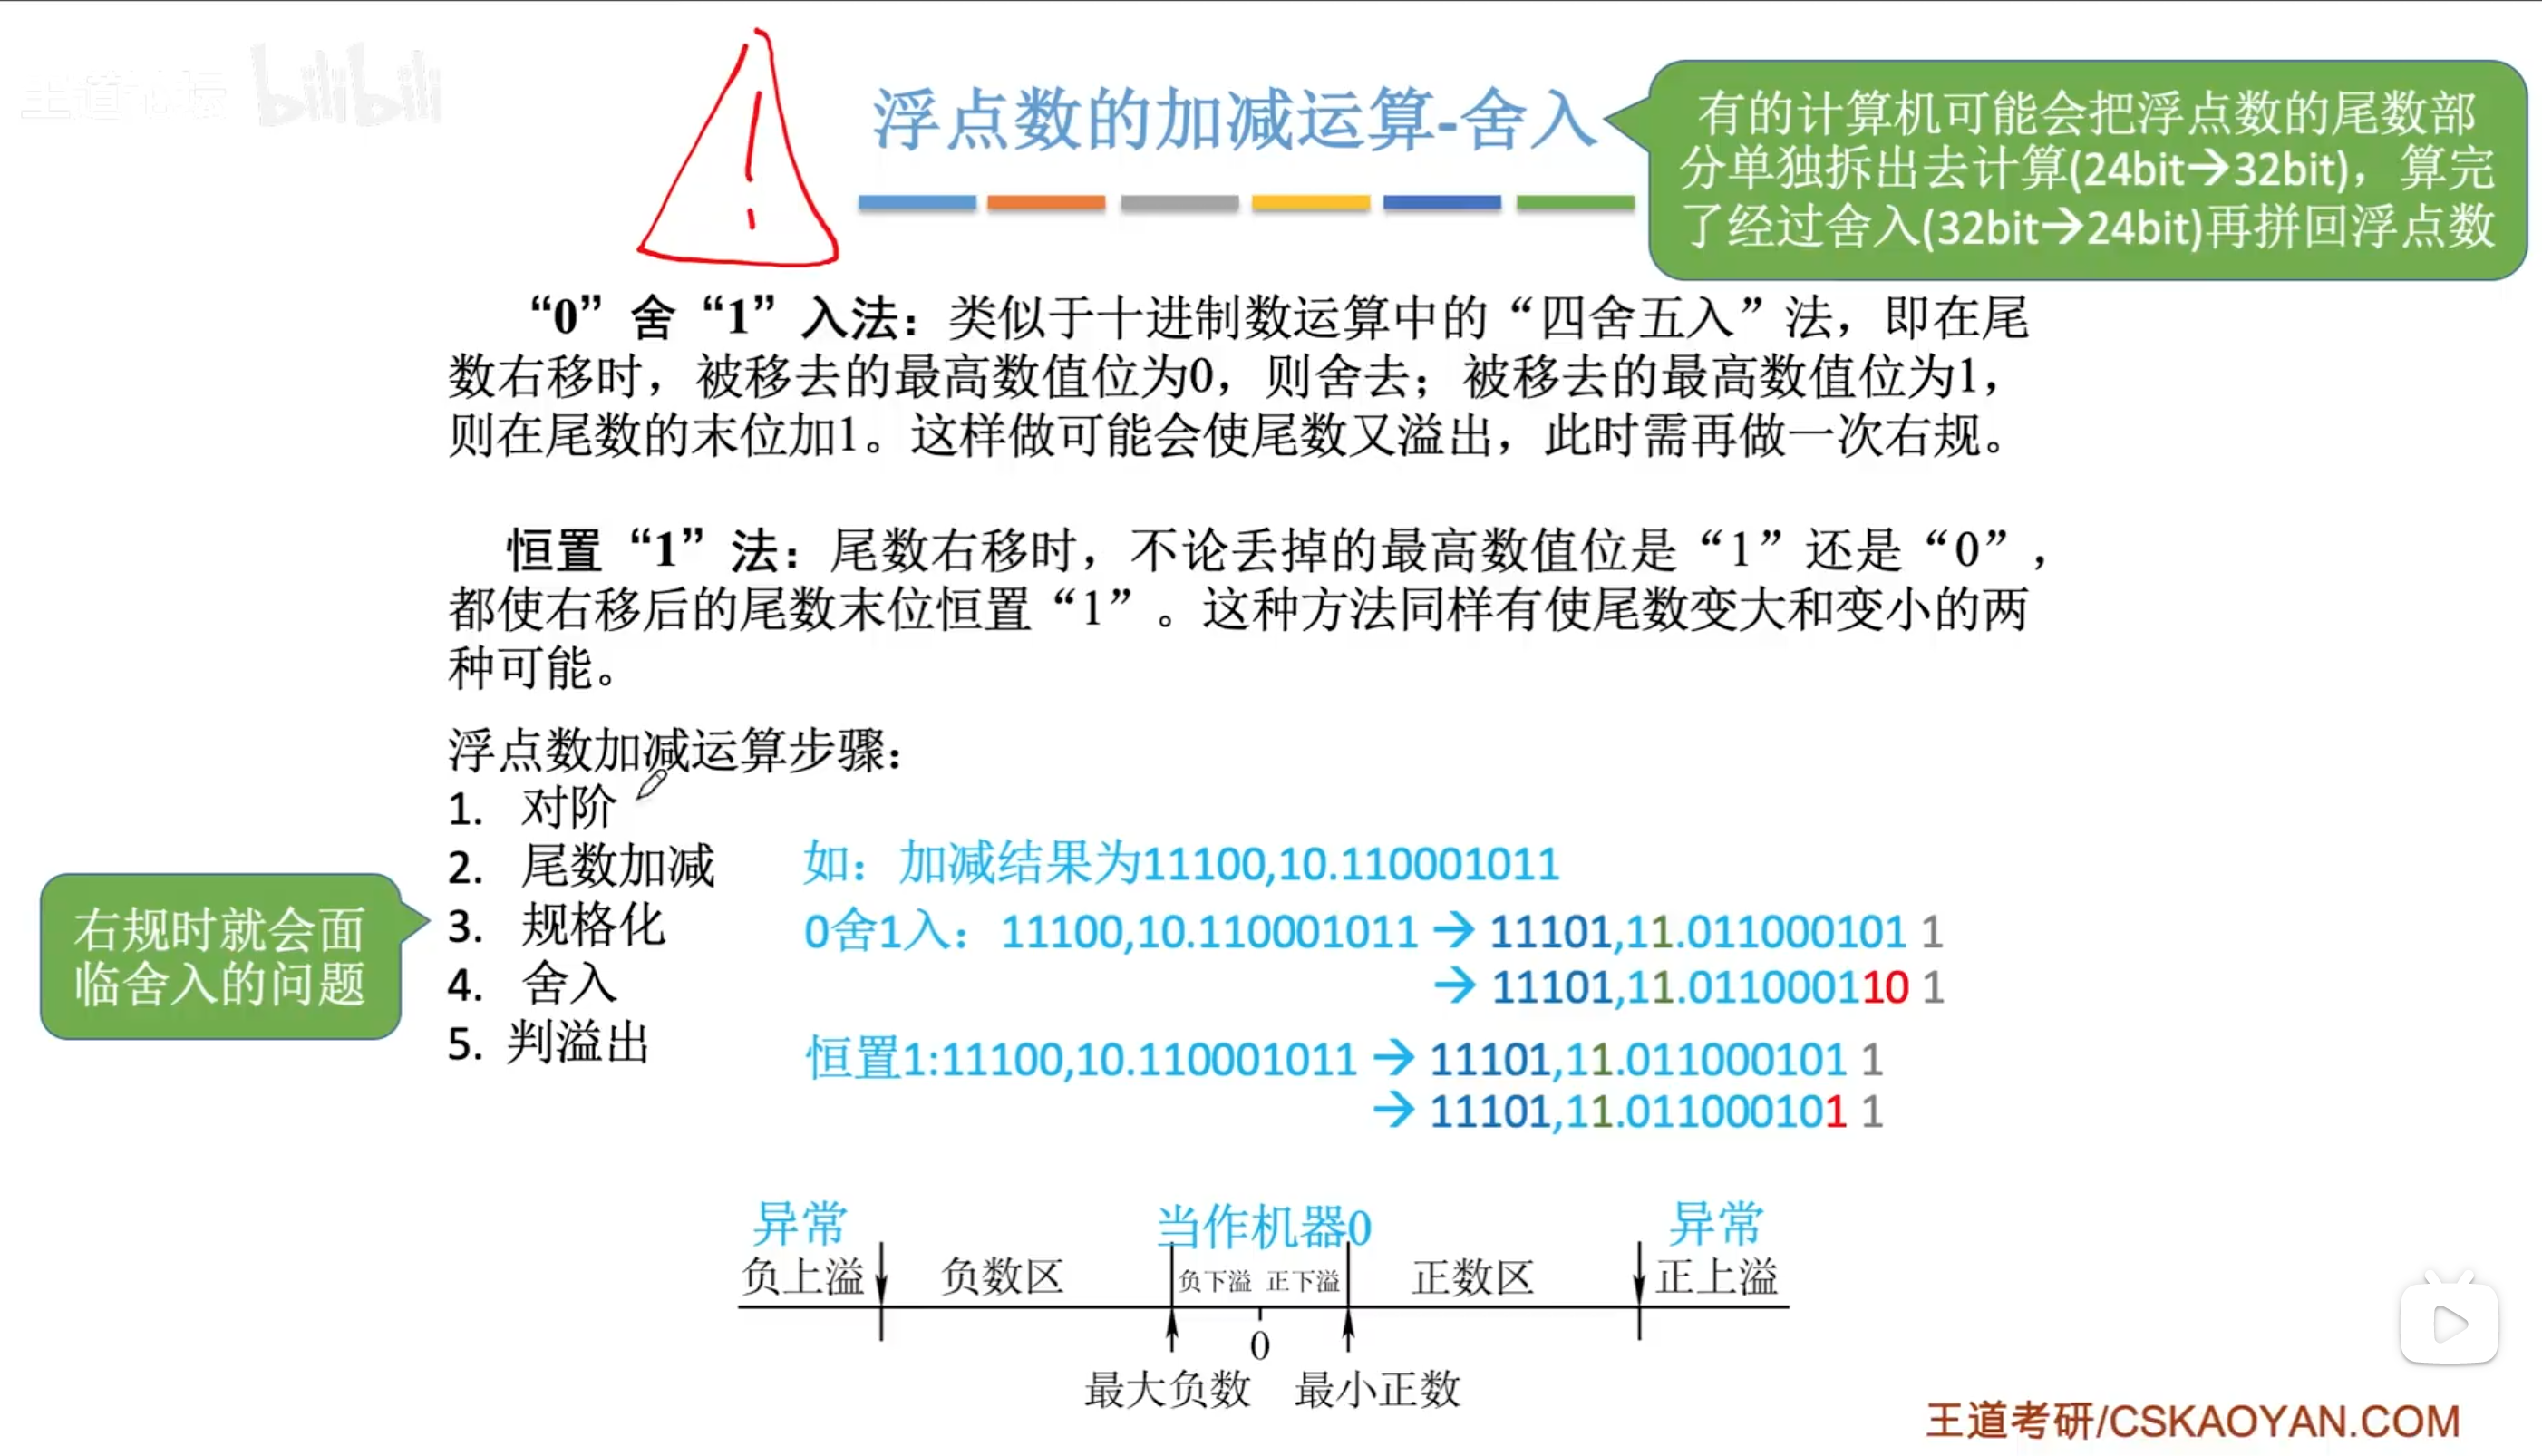 王道论坛 bilibili
浮点数的加减运算-舍入
有的计算机可能会把浮点数的尾数部
分单独拆出去计算(24bit→32bit)，算完
了经过舍入(32bit→24bit)再拼回浮点数
“0”舍“1”入法：类似于十进制数运算中的“四舍五入”法，即在尾
数右移时，被移去的最高数值位为0，则舍去；被移去的最高数值位为1，
则在尾数的末位加1。这样做可能会使尾数又溢出，此时需再做一次右规。
恒置“1”法：尾数右移时，不论丢掉的最高数值位是“1”还是“0”，
都使右移后的尾数末位恒置“1”。这种方法同样有使尾数变大和变小的两
种可能。
浮点数加减运算步骤：
1. 对阶
2. 尾数加减
3. 规格化
4. 舍入
5. 判溢出
右规时就会面
临舍入的问题
如：加减结果为11100,10.110001011
0舍1入：11100,10.110001011 → 11101,11.011000101 1
→ 11101,11.011000110 1
恒置1:11100,10.110001011 → 11101,11.011000101 1
→ 11101,11.011000101 1
异常 当作机器0 异常
负上溢 负数区 负下溢 正下溢 正数区 正上溢
0
最大负数 最小正数
王道考研/CSKAOYAN.COM